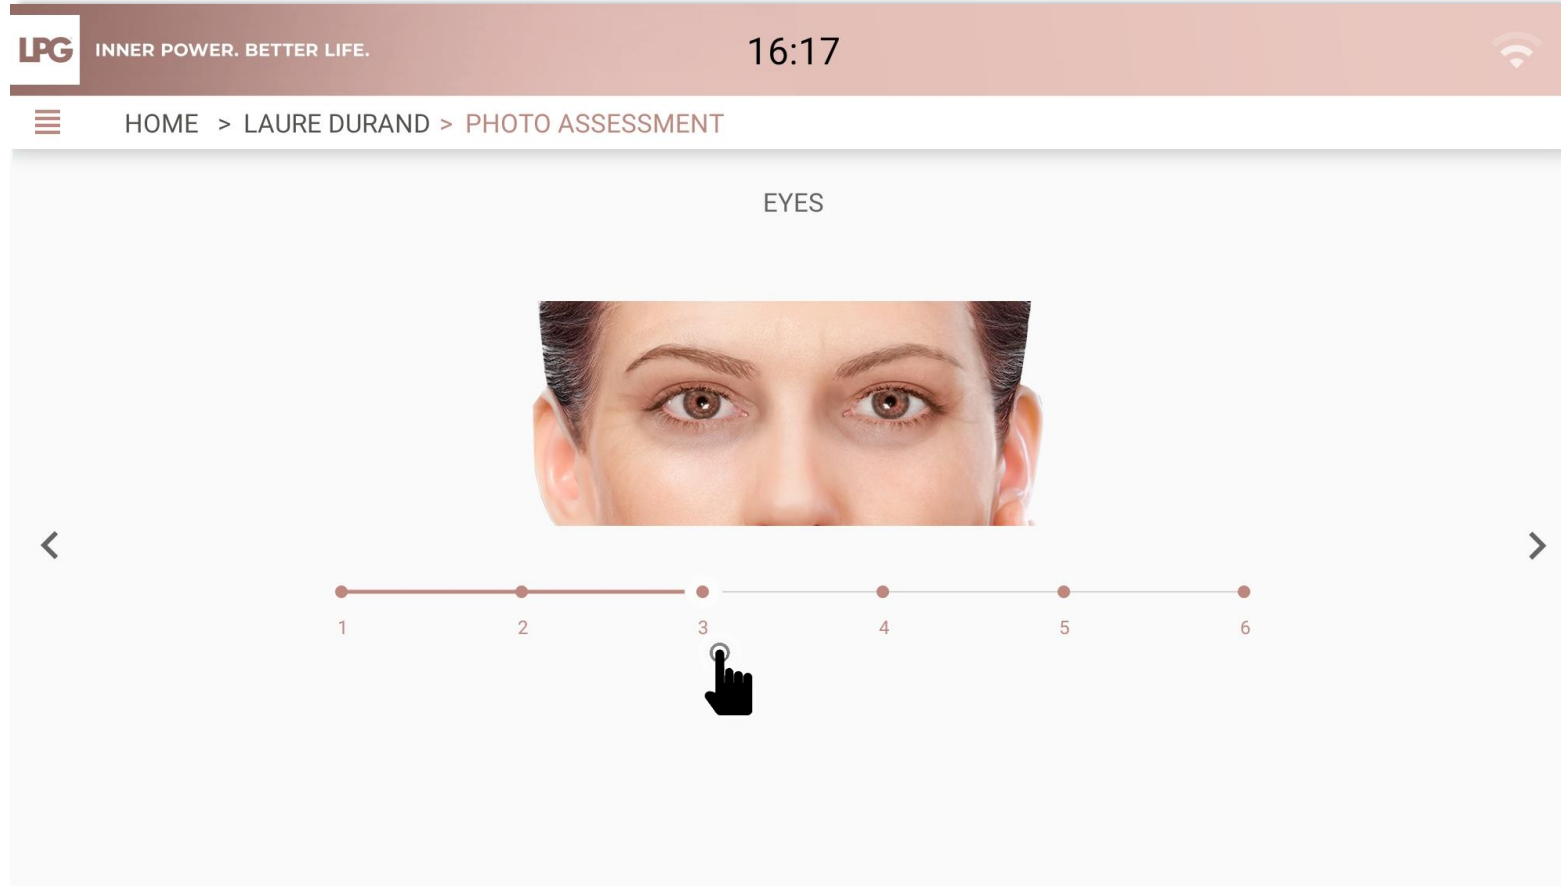 LPG INNER POWER. BETTER LIFE. 16:17
HOME > LAURE DURAND > PHOTO ASSESSMENT
EYES
1 2 3 4 5 6